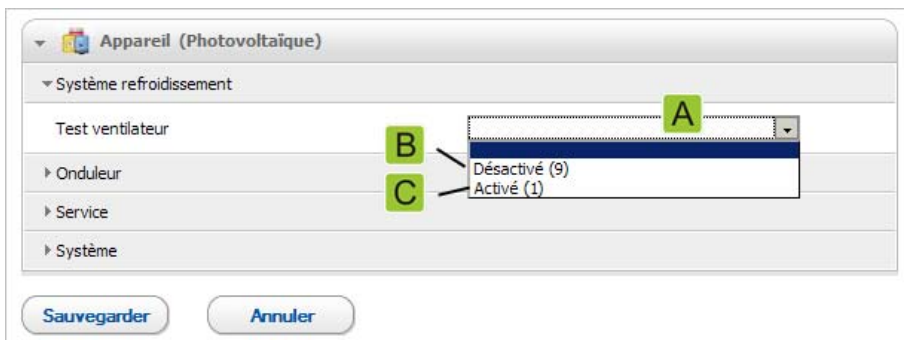 Appareil (Photovoltaïque)
Système refroidissement
Test ventilateur
A
B
Désactivé (9)
C
Activé (1)
Onduleur
Service
Système
Sauvegarder
Annuler